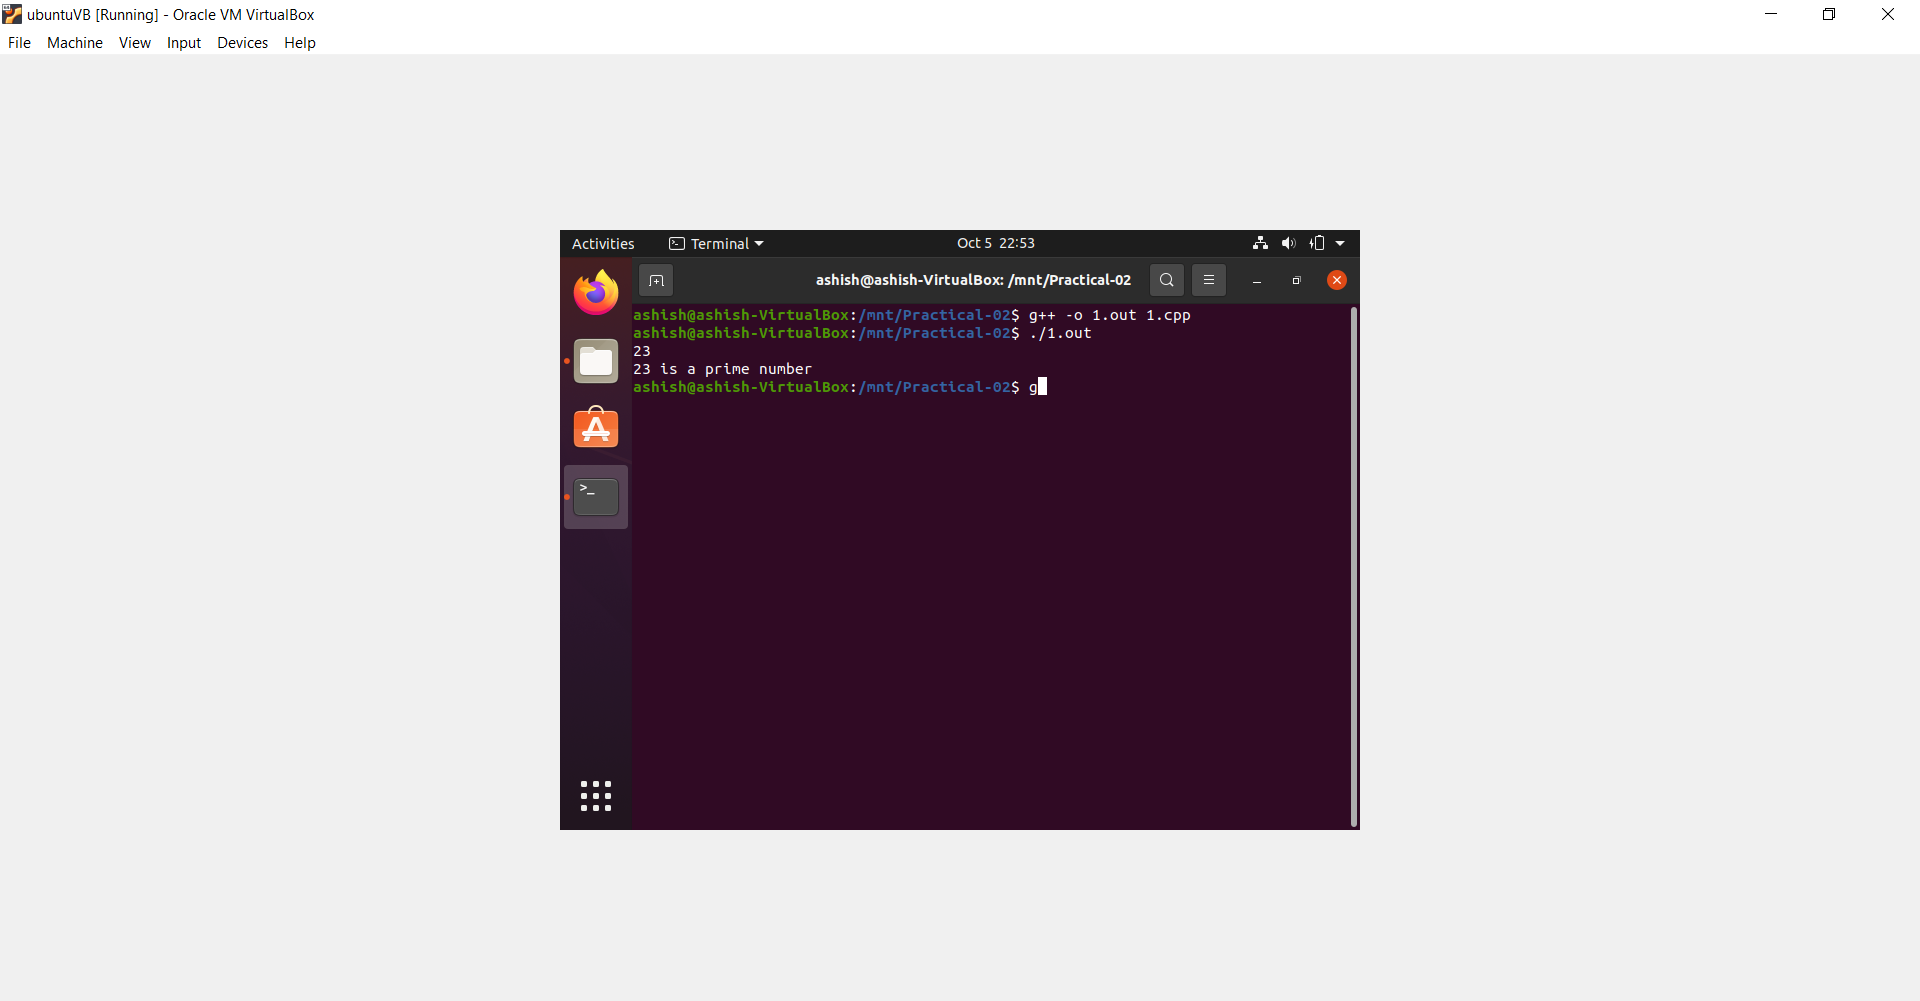 ubuntuVB [Running] - Oracle VM VirtualBox
File Machine View Input Devices Help
Activities Terminal Oct 5 22:53
ashish@ashish-VirtualBox: /mnt/Practical-02
ashish@ashish-VirtualBox:/mnt/Practical-02$ g++ -o 1.out 1.cpp
ashish@ashish-VirtualBox:/mnt/Practical-02$ ./1.out
23
23 is a prime number
ashish@ashish-VirtualBox:/mnt/Practical-02$ g
>_